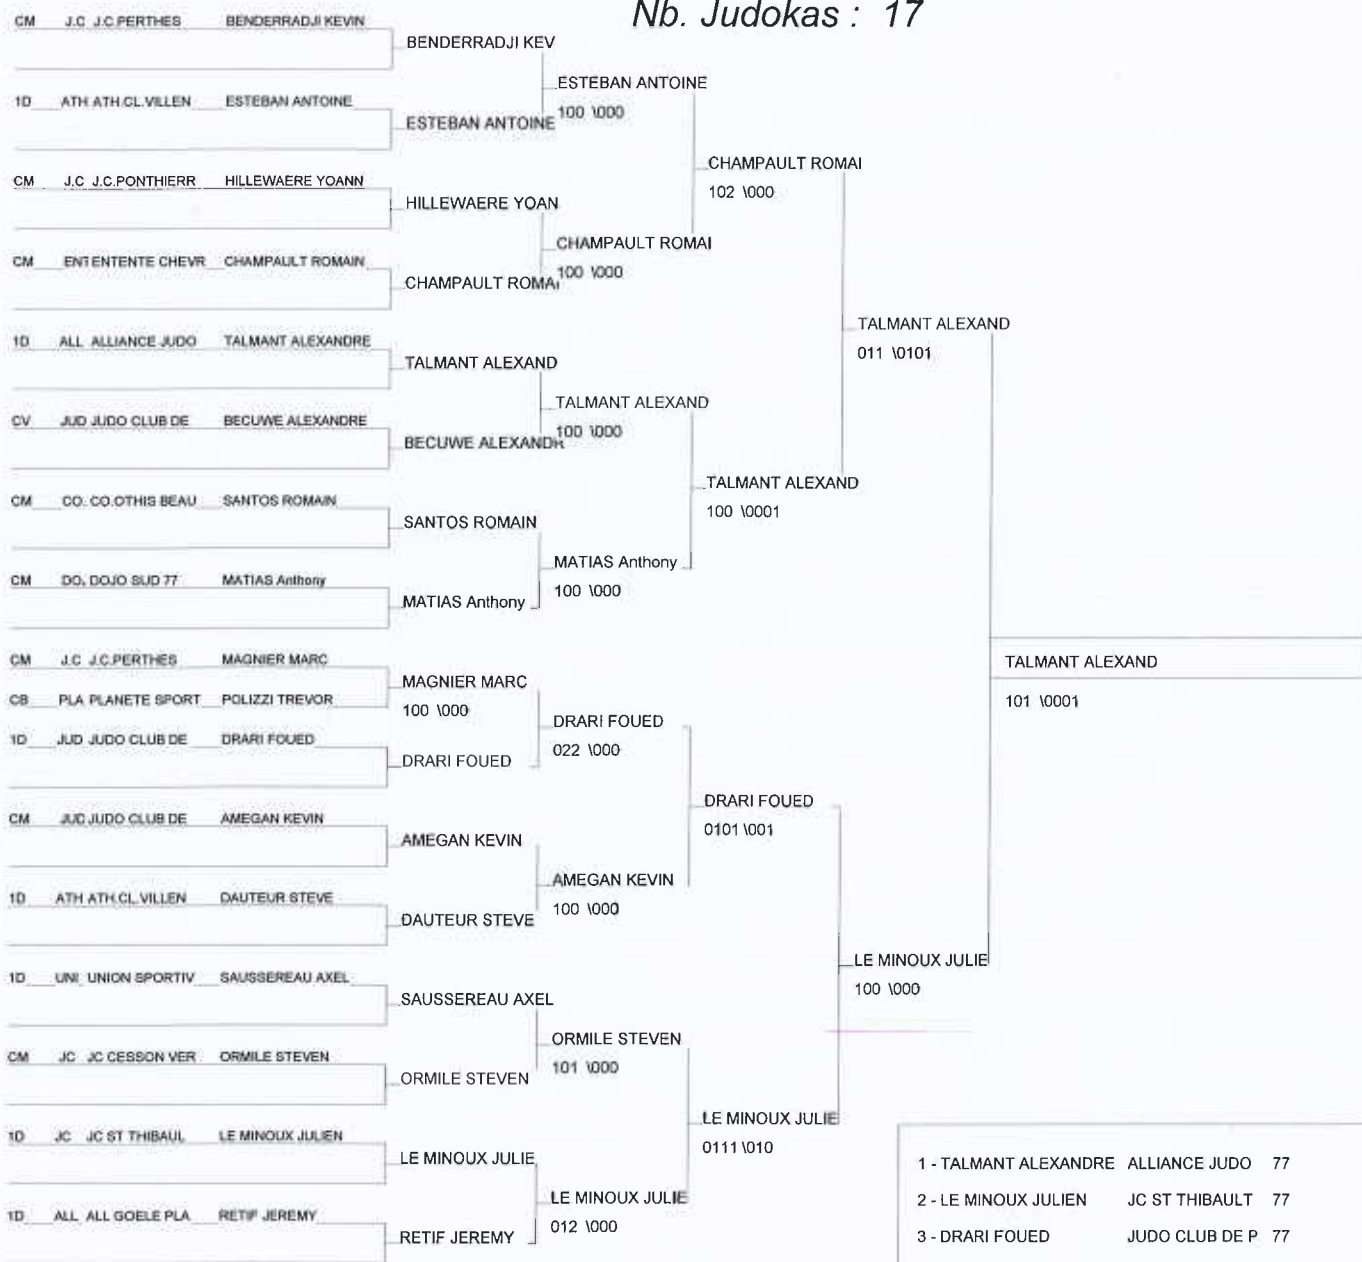 Nb. Judokas : 17
CM J.C J.C.PERTHES BENDERRADJI KEVIN
BENDERRADJI KEV
ESTEBAN ANTOINE
100 \000
1D ATH ATH.CL.VILLEN ESTEBAN ANTOINE
ESTEBAN ANTOINE
CHAMPAULT ROMAI
102 \000
CM J.C J.C.PONTHIERR HILLEWAERE YOANN
HILLEWAERE YOAN
CHAMPAULT ROMAI
100 \000
CM ENT ENTENTE CHEVR CHAMPAULT ROMAIN
CHAMPAULT ROMAI
TALMANT ALEXAND
011 \0101
1D ALL ALLIANCE JUDO TALMANT ALEXANDRE
TALMANT ALEXAND
TALMANT ALEXAND
100 \000
CV JUD JUDO CLUB DE BECUWE ALEXANDRE
BECUWE ALEXANDR
TALMANT ALEXAND
100 \0001
CM CO. CO.OTHIS BEAU SANTOS ROMAIN
SANTOS ROMAIN
MATIAS Anthony
100 \000
CM DO. DOJO SUD 77 MATIAS Anthony
MATIAS Anthony
TALMANT ALEXAND
101 \0001
CM J.C J.C.PERTHES MAGNIER MARC
MAGNIER MARC
100 \000
CB PLA PLANETE SPORT POLIZZI TREVOR
DRARI FOUED
022 \000
1D JUD JUDO CLUB DE DRARI FOUED
DRARI FOUED
DRARI FOUED
0101 \001
CM JUD JUDO CLUB DE AMEGAN KEVIN
AMEGAN KEVIN
AMEGAN KEVIN
100 \000
1D ATH ATH.CL.VILLEN DAUTEUR STEVE
DAUTEUR STEVE
LE MINOUX JULIE
100 \000
1D UNI UNION SPORTIV SAUSSEREAU AXEL
SAUSSEREAU AXEL
ORMILE STEVEN
101 \000
CM JC JC CESSON VER ORMILE STEVEN
ORMILE STEVEN
LE MINOUX JULIE
0111 \010
1D JC JC ST THIBAUL LE MINOUX JULIEN
LE MINOUX JULIE
LE MINOUX JULIE
012 \000
1D ALL ALL GOELE PLA RETIF JEREMY
RETIF JEREMY
1 - TALMANT ALEXANDRE ALLIANCE JUDO 77
2 - LE MINOUX JULIEN JC ST THIBAULT 77
3 - DRARI FOUED JUDO CLUB DE P 77